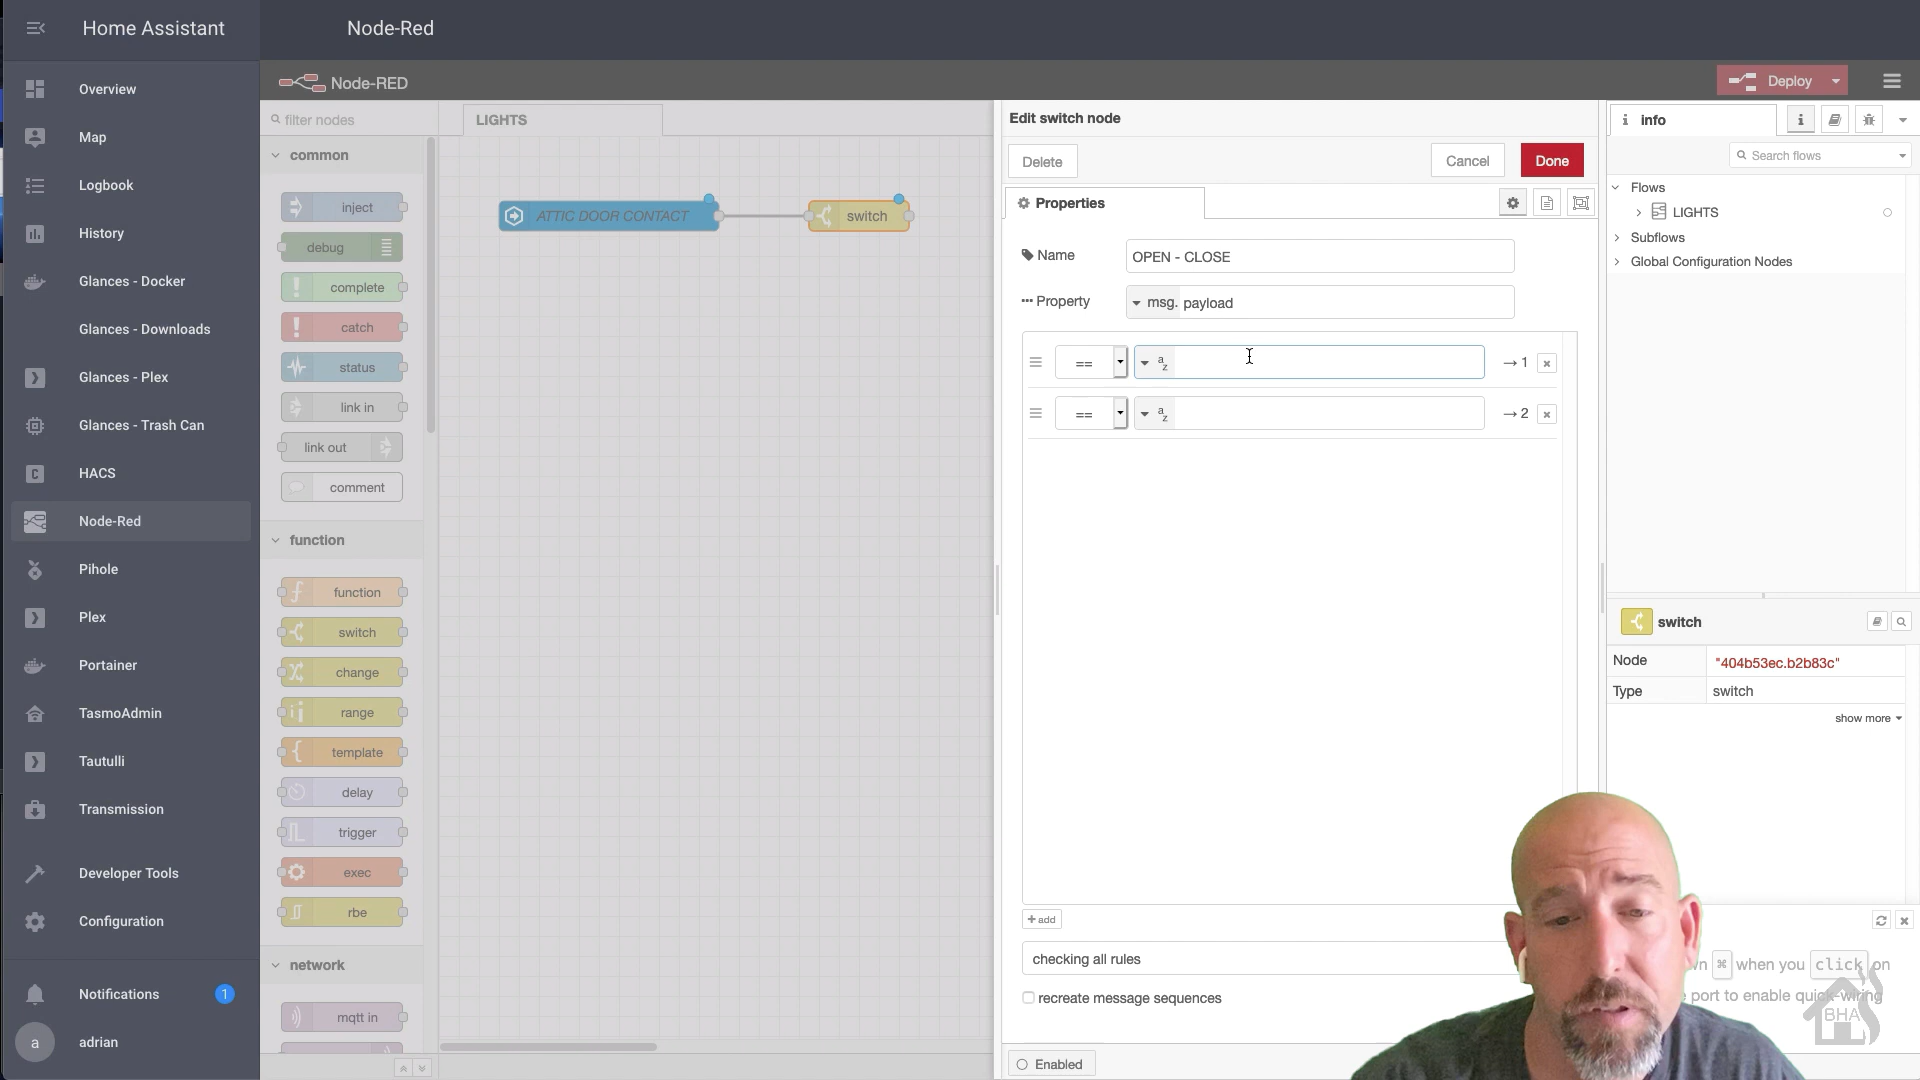 Home Assistant
Node-Red
Overview
Map
Logbook
History
Glances - Docker
Glances - Downloads
Glances - Plex
Glances - Trash Can
HACS
Node-Red
Pihole
Plex
Portainer
TasmoAdmin
Tautulli
Transmission
Developer Tools
Configuration
Notifications 1
a adrian
Node-RED
Deploy
filter nodes
common
inject
debug
complete
catch
status
link in
link out
comment
function
function
switch
change
range
template
delay
trigger
exec
rbe
network
mqtt in
LIGHTS
ATTIC DOOR CONTACT
switch
Edit switch node
Delete
Cancel
Done
Properties
Name OPEN - CLOSE
Property msg. payload
== a z → 1 x
== a z → 2 x
+ add
checking all rules
recreate message sequences
Enabled
i info
Search flows
Flows
LIGHTS
Subflows
Global Configuration Nodes
switch
Node "404b53ec.b2b83c"
Type switch
show more
⌘ when you click on
port to enable quick-wiring
BHA